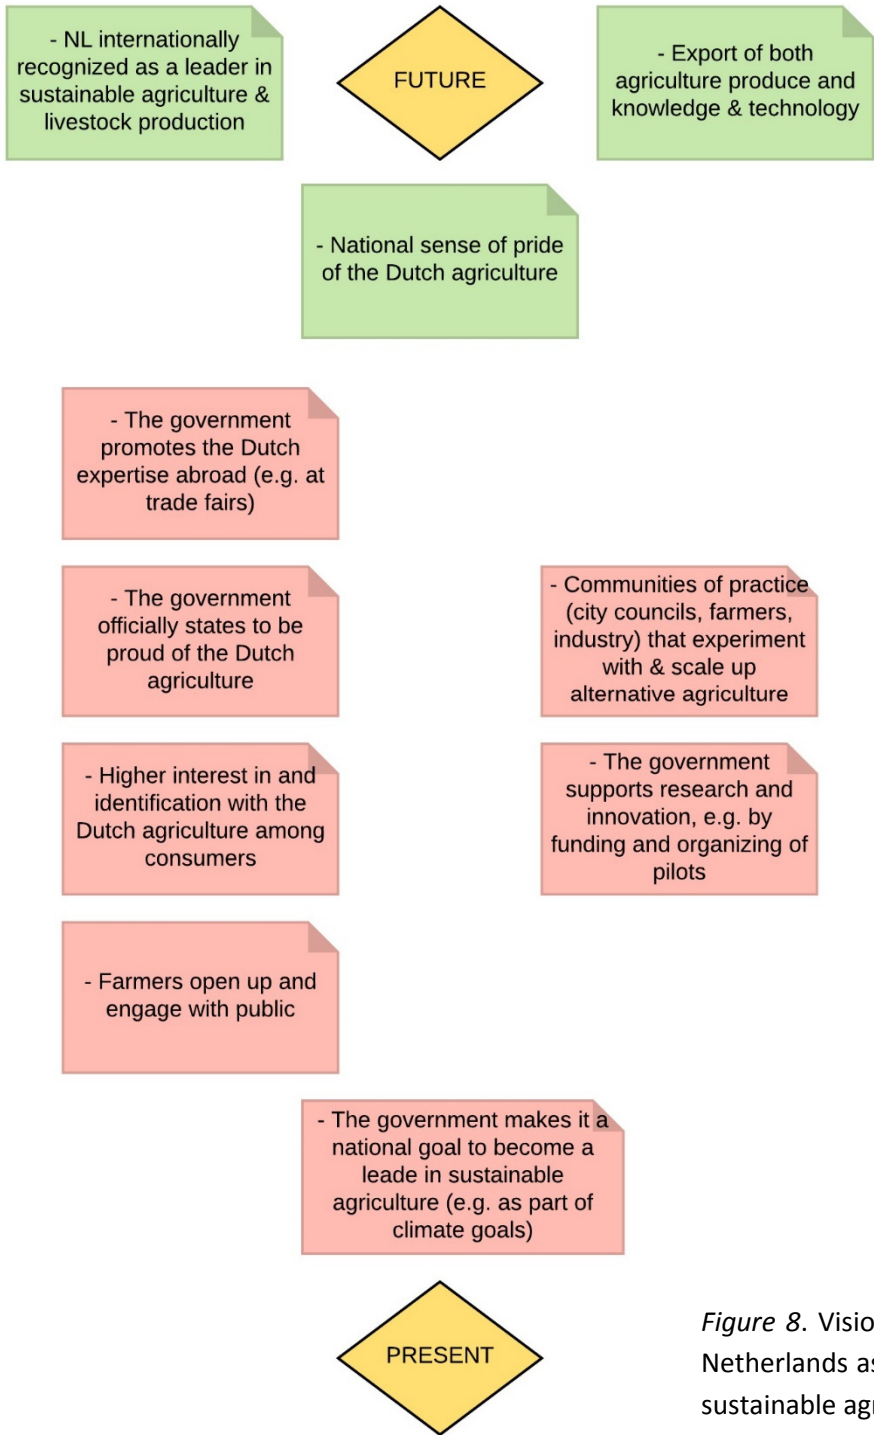 - NL internationally
recognized as a leader in
sustainable agriculture &
livestock production
FUTURE
- Export of both
agriculture produce and
knowledge & technology
- National sense of pride
of the Dutch agriculture
- The government
promotes the Dutch
expertise abroad (e.g. at
trade fairs)
- The government
officially states to be
proud of the Dutch
agriculture
- Communities of practice
(city councils, farmers,
industry) that experiment
with & scale up
alternative agriculture
- Higher interest in and
identification with the
Dutch agriculture among
consumers
- The government
supports research and
innovation, e.g. by
funding and organizing of
pilots
- Farmers open up and
engage with public
- The government makes it a
national goal to become a
leade in sustainable
agriculture (e.g. as part of
climate goals)
PRESENT
Figure 8. Visio
Netherlands as
sustainable agr